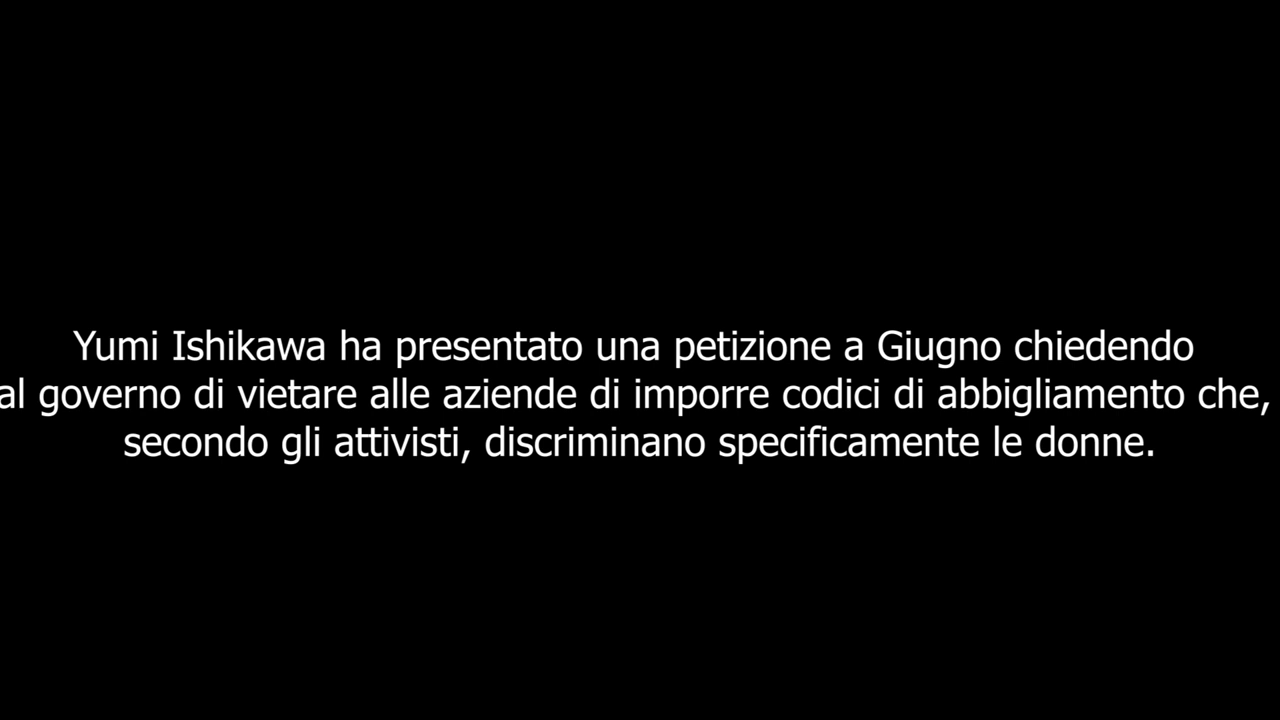 Yumi Ishikawa ha presentato una petizione a Giugno chiedendo
al governo di vietare alle aziende di imporre codici di abbigliamento che,
secondo gli attivisti, discriminano specificamente le donne.